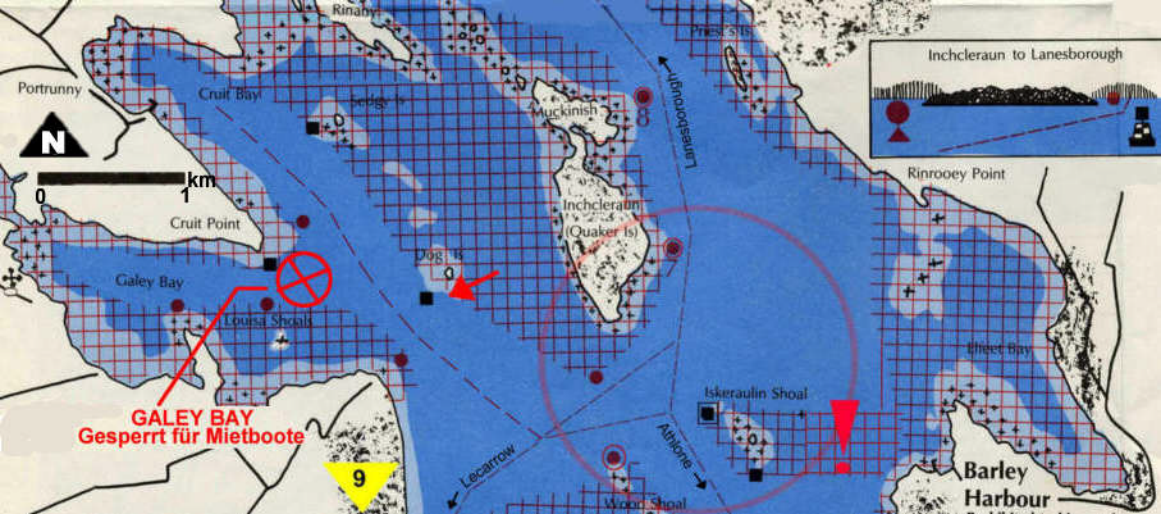 Rinany
Priest's Is.
Inchcleraun to Lanesborough
Portrunny
Cruit Bay
Sedgy Is
Muckinish
8
Lanesborough
N
0
1
km
Rinrooey Point
Inchcleraun
(Quaker Is)
Cruit Point
Dog Is
Galey Bay
Louisa Shoals
Elfeet Bay
Iskeraulin Shoal
GALEY BAY
Gesperrt für Mietboote
Lecarrow
Athlone
9
Wood Shoal
Barley
Harbour